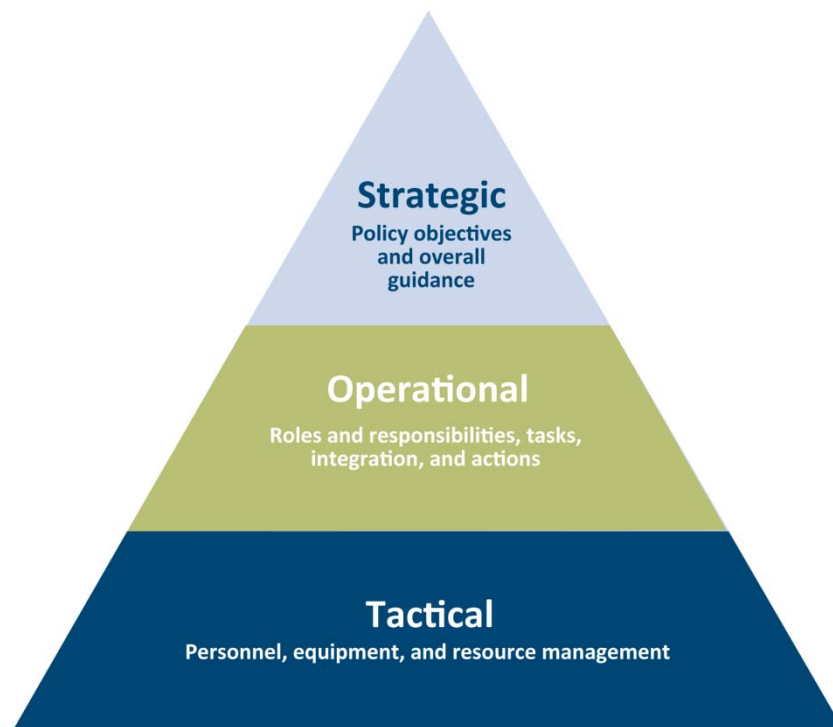 Strategic
Policy objectives
and overall
guidance
Operational
Roles and responsibilities, tasks,
integration, and actions
Tactical
Personnel, equipment, and resource management